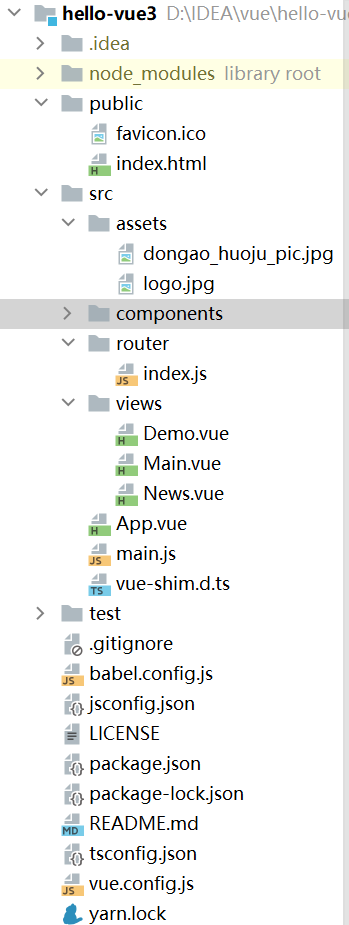 hello-vue3 D:\IDEA\vue\hello-vue
.idea
node_modules library root
public
favicon.ico
index.html
src
assets
dongao_huoju_pic.jpg
logo.jpg
components
router
index.js
views
Demo.vue
Main.vue
News.vue
App.vue
main.js
vue-shim.d.ts
test
.gitignore
babel.config.js
jsconfig.json
LICENSE
package.json
package-lock.json
README.md
tsconfig.json
vue.config.js
yarn.lock